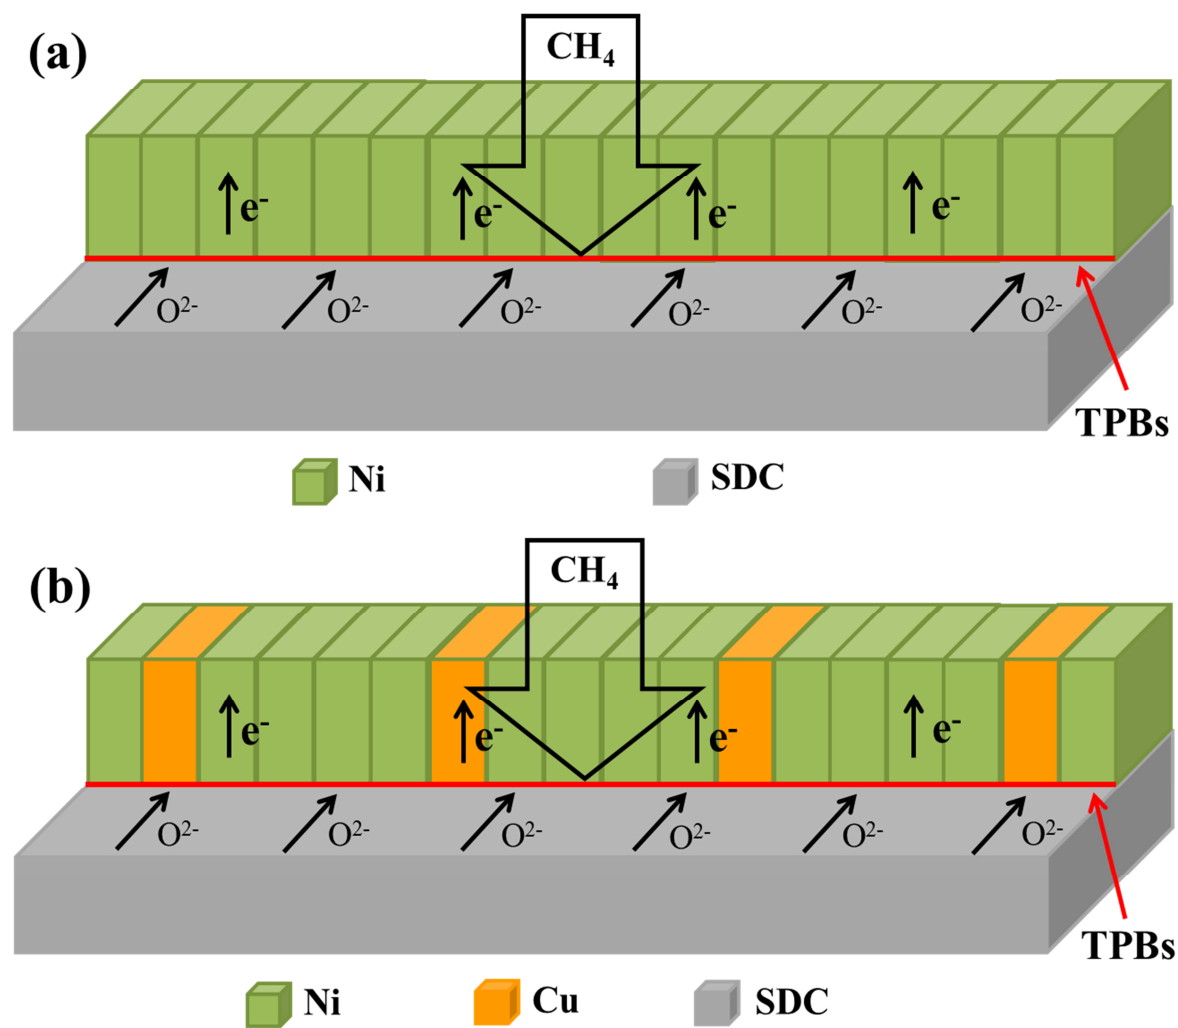 (a)
CH₄
e⁻ e⁻ e⁻ e⁻
O²⁻ O²⁻ O²⁻ O²⁻ O²⁻ O²⁻
TPBs
Ni SDC
(b)
CH₄
e⁻ e⁻ e⁻ e⁻
O²⁻ O²⁻ O²⁻ O²⁻ O²⁻ O²⁻
TPBs
Ni Cu SDC